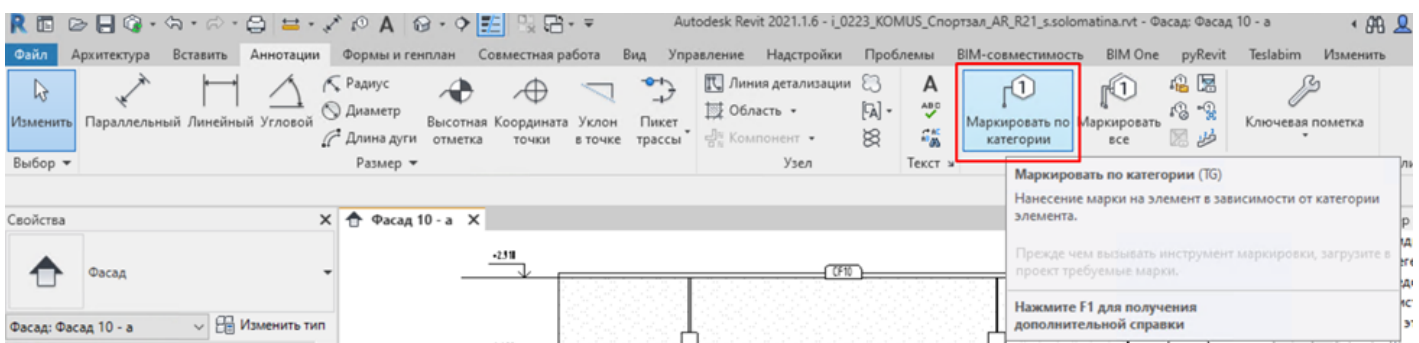 Autodesk Revit 2021.1.6 - i_0223_KOMUS_Спортзал_AR_R21_s.solomatina.rvt - Фасад: Фасад 10 - а
Файл Архитектура Вставить Аннотации Формы и генплан Совместная работа Вид Управление Надстройки Проблемы BIM-совместимость BIM One pyRevit Teslabim Изменить
Изменить
Параллельный Линейный Угловой
Радиус
Диаметр
Длина дуги
Высотная отметка
Координата точки
Уклон в точке
Пикет трассы
Линия детализации
Область
Компонент
Маркировать по категории
Маркировать все
Ключевая пометка
Выбор
Размер
Узел
Текст
Маркировать по категории (TG)
Нанесение марки на элемент в зависимости от категории
элемента.
Прежде чем вызывать инструмент маркировки, загрузите в
проект требуемые марки.
Нажмите F1 для получения
дополнительной справки
Свойства
Фасад 10 - а
Фасад
Фасад: Фасад 10 - а
Изменить тип
CF10